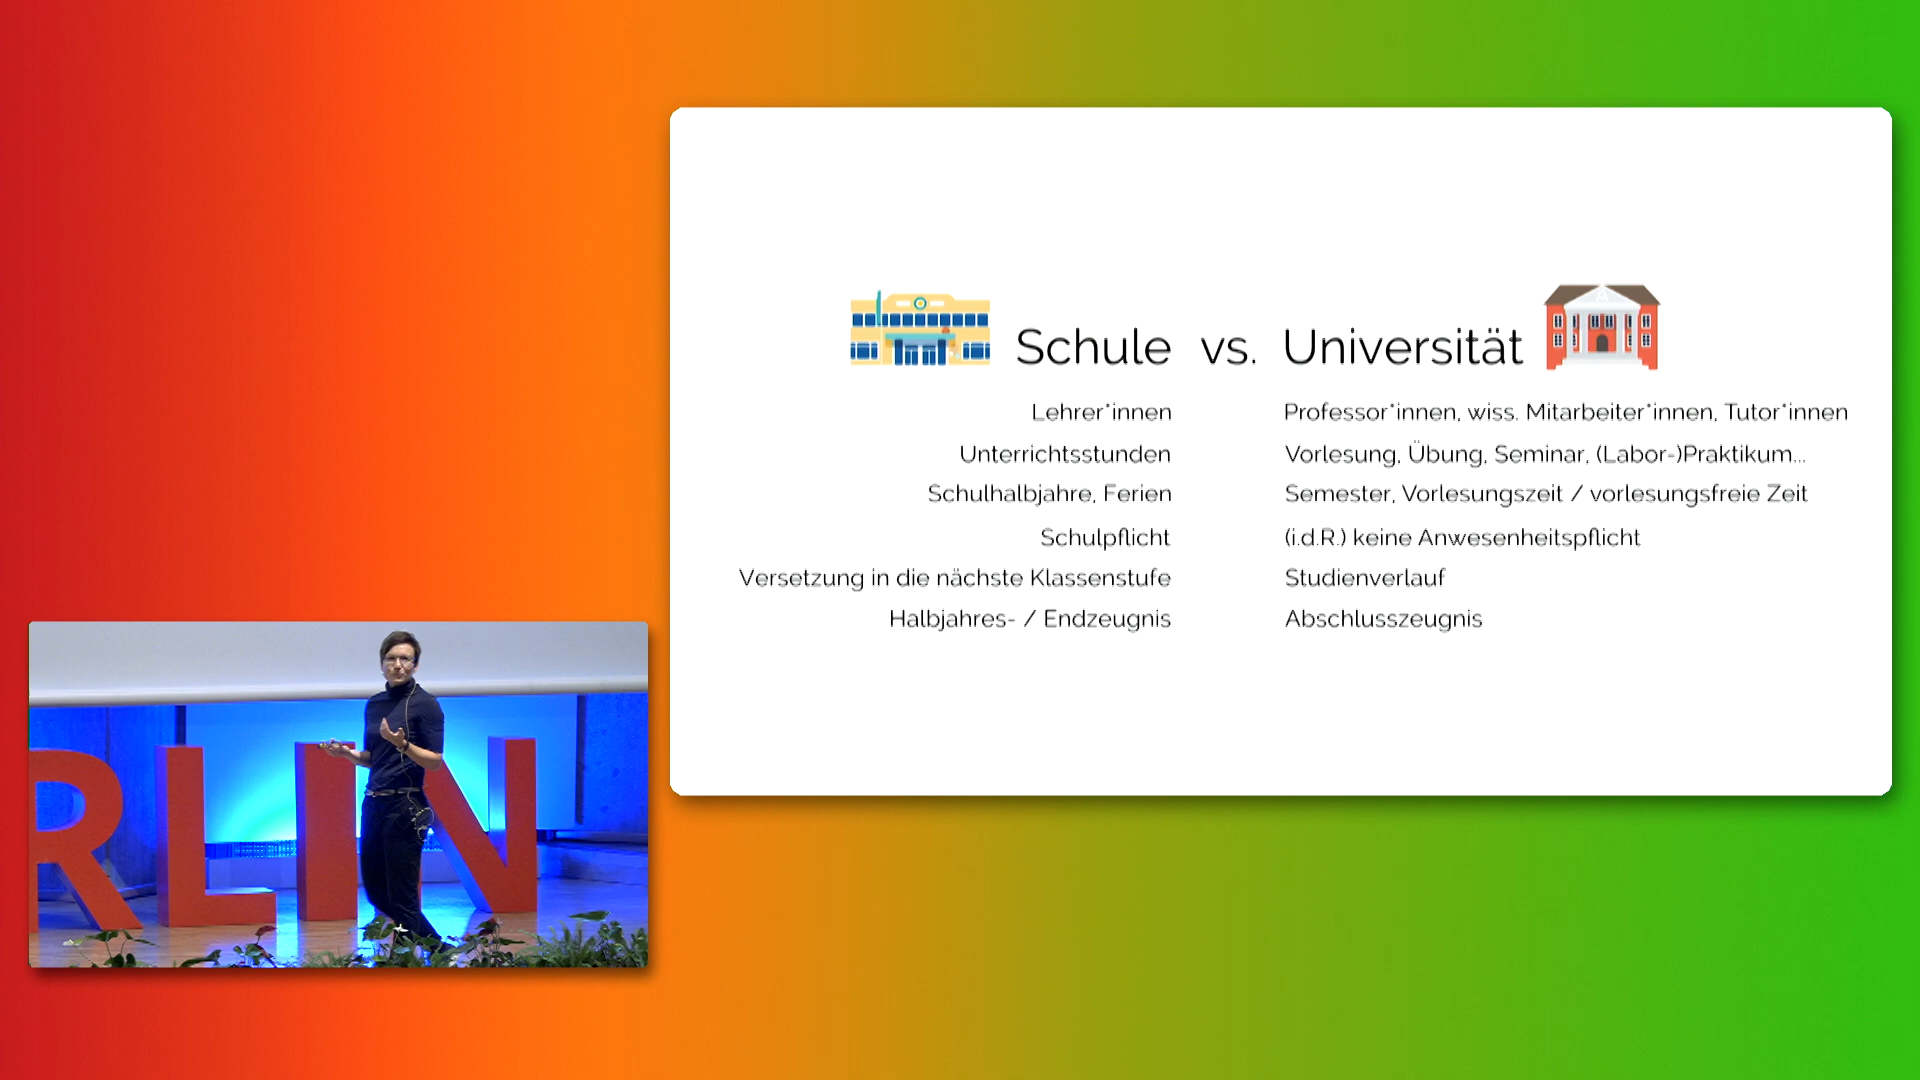 Schule vs. Universität
Lehrer*innen Professor*innen, wiss. Mitarbeiter*innen, Tutor*innen
Unterrichtsstunden Vorlesung, Übung, Seminar, (Labor-)Praktikum...
Schulhalbjahre, Ferien Semester, Vorlesungszeit / vorlesungsfreie Zeit
Schulpflicht (i.d.R.) keine Anwesenheitspflicht
Versetzung in die nächste Klassenstufe Studienverlauf
Halbjahres- / Endzeugnis Abschlusszeugnis
RLIN